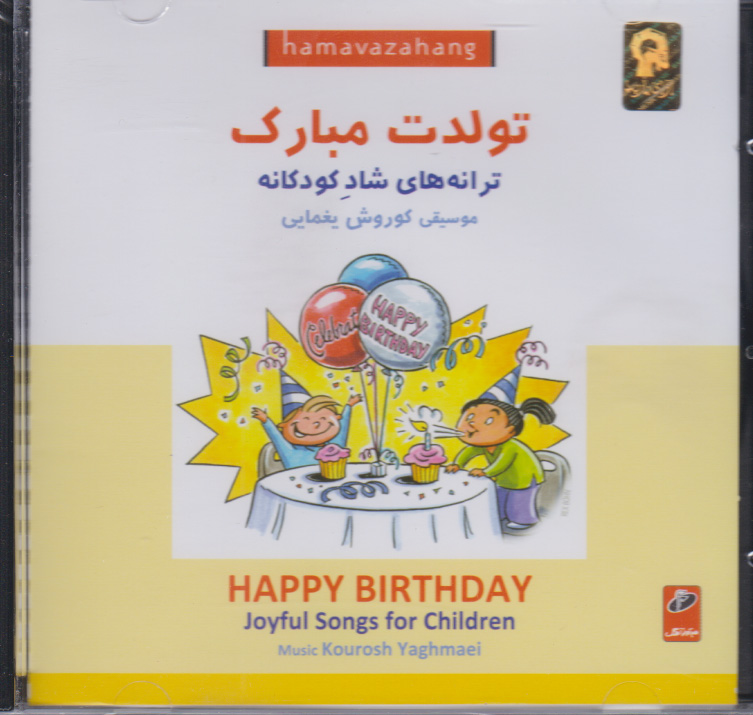 hamavazahang
تولدت مبارک
ترانه‌های شادِ کودکانه
موسیقی کوروش یغمایی
Celebrate
HAPPY
BIRTHDAY
HAPPY BIRTHDAY
Joyful Songs for Children
Music Kourosh Yaghmaei